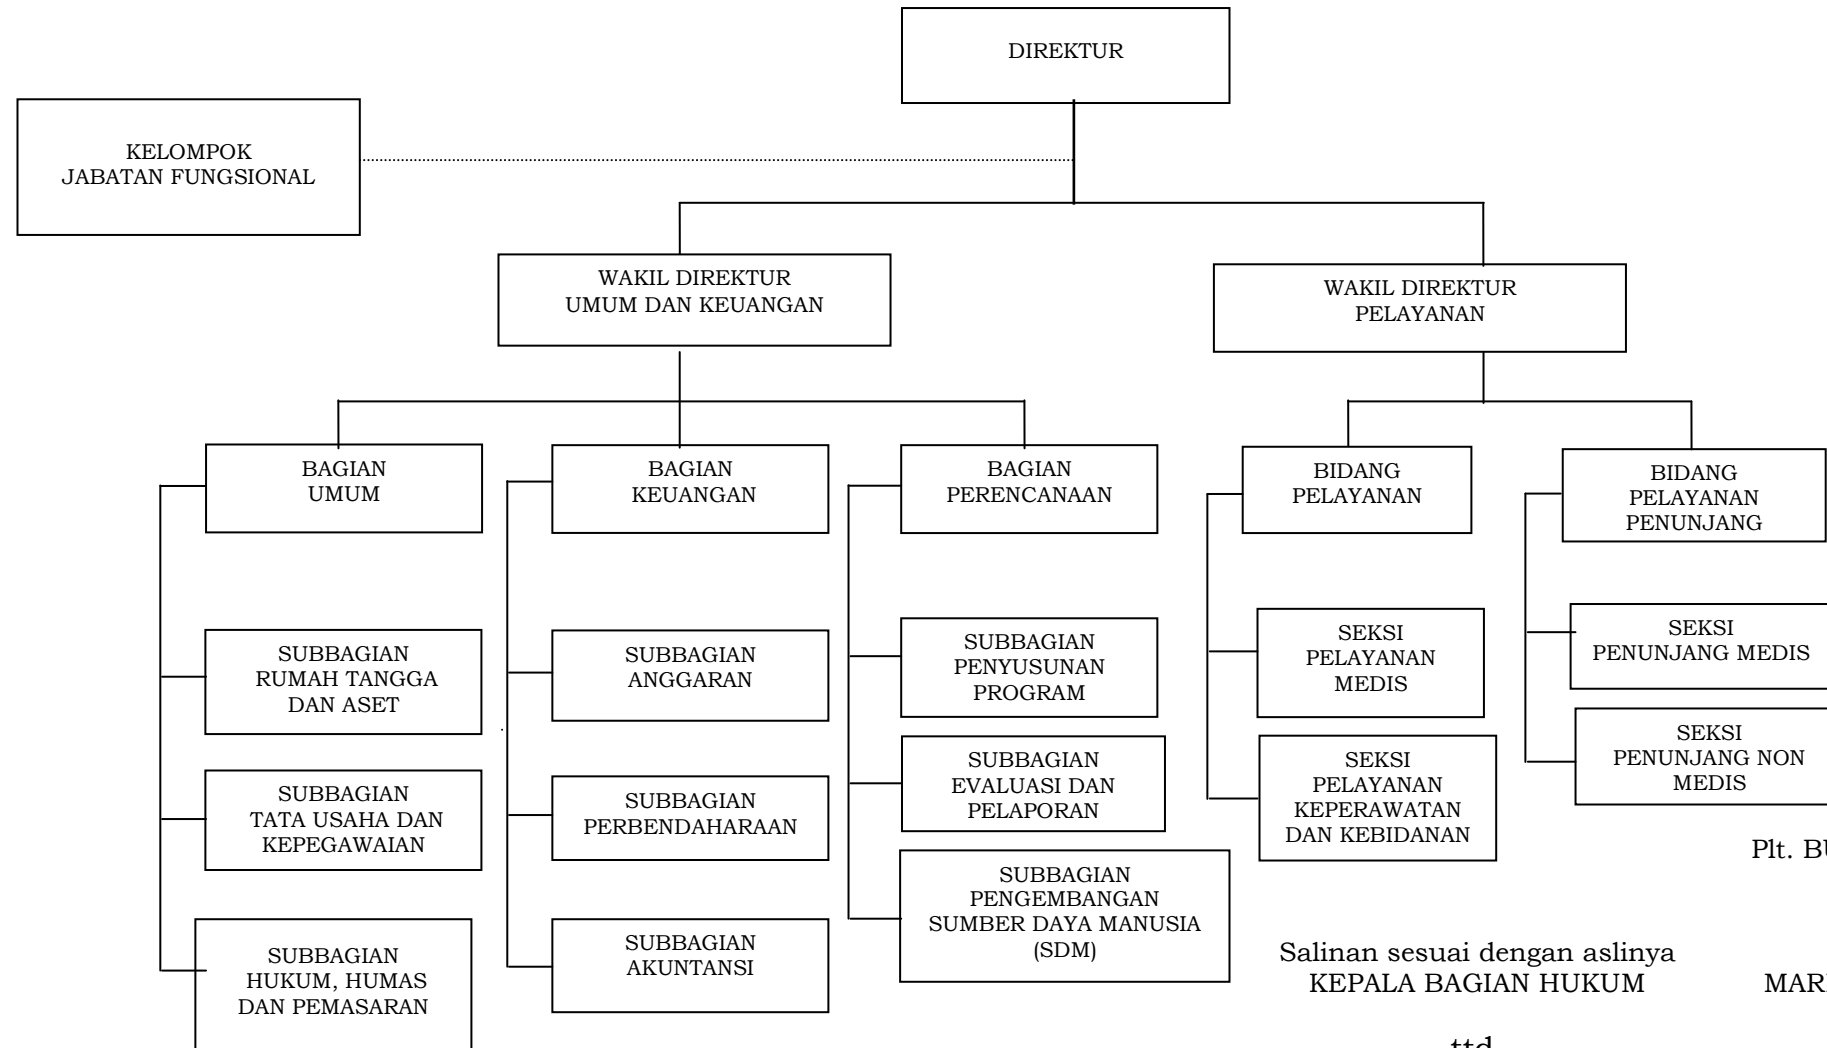 DIREKTUR
KELOMPOK
JABATAN FUNGSIONAL
WAKIL DIREKTUR
UMUM DAN KEUANGAN
WAKIL DIREKTUR
PELAYANAN
BAGIAN
UMUM
BAGIAN
KEUANGAN
BAGIAN
PERENCANAAN
BIDANG
PELAYANAN
BIDANG
PELAYANAN
PENUNJANG
SUBBAGIAN
RUMAH TANGGA
DAN ASET
SUBBAGIAN
ANGGARAN
SUBBAGIAN
PENYUSUNAN
PROGRAM
SEKSI
PELAYANAN
MEDIS
SEKSI
PENUNJANG MEDIS
SUBBAGIAN
TATA USAHA DAN
KEPEGAWAIAN
SUBBAGIAN
PERBENDAHARAAN
SUBBAGIAN
EVALUASI DAN
PELAPORAN
SEKSI
PELAYANAN
KEPERAWATAN
DAN KEBIDANAN
SEKSI
PENUNJANG NON
MEDIS
SUBBAGIAN
HUKUM, HUMAS
DAN PEMASARAN
SUBBAGIAN
AKUNTANSI
SUBBAGIAN
PENGEMBANGAN
SUMBER DAYA MANUSIA
(SDM)
Plt.
Salinan sesuai dengan aslinya
KEPALA BAGIAN HUKUM
ttd